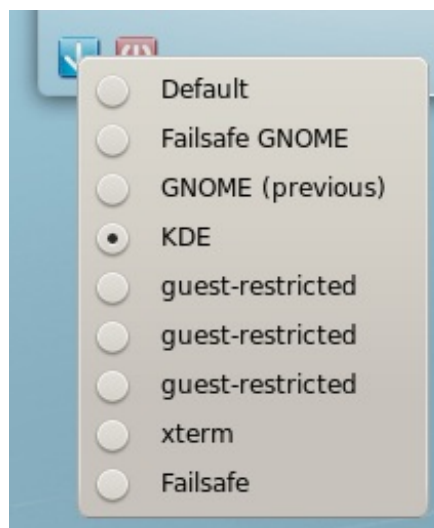 Default
Failsafe GNOME
GNOME (previous)
KDE
guest-restricted
guest-restricted
guest-restricted
xterm
Failsafe